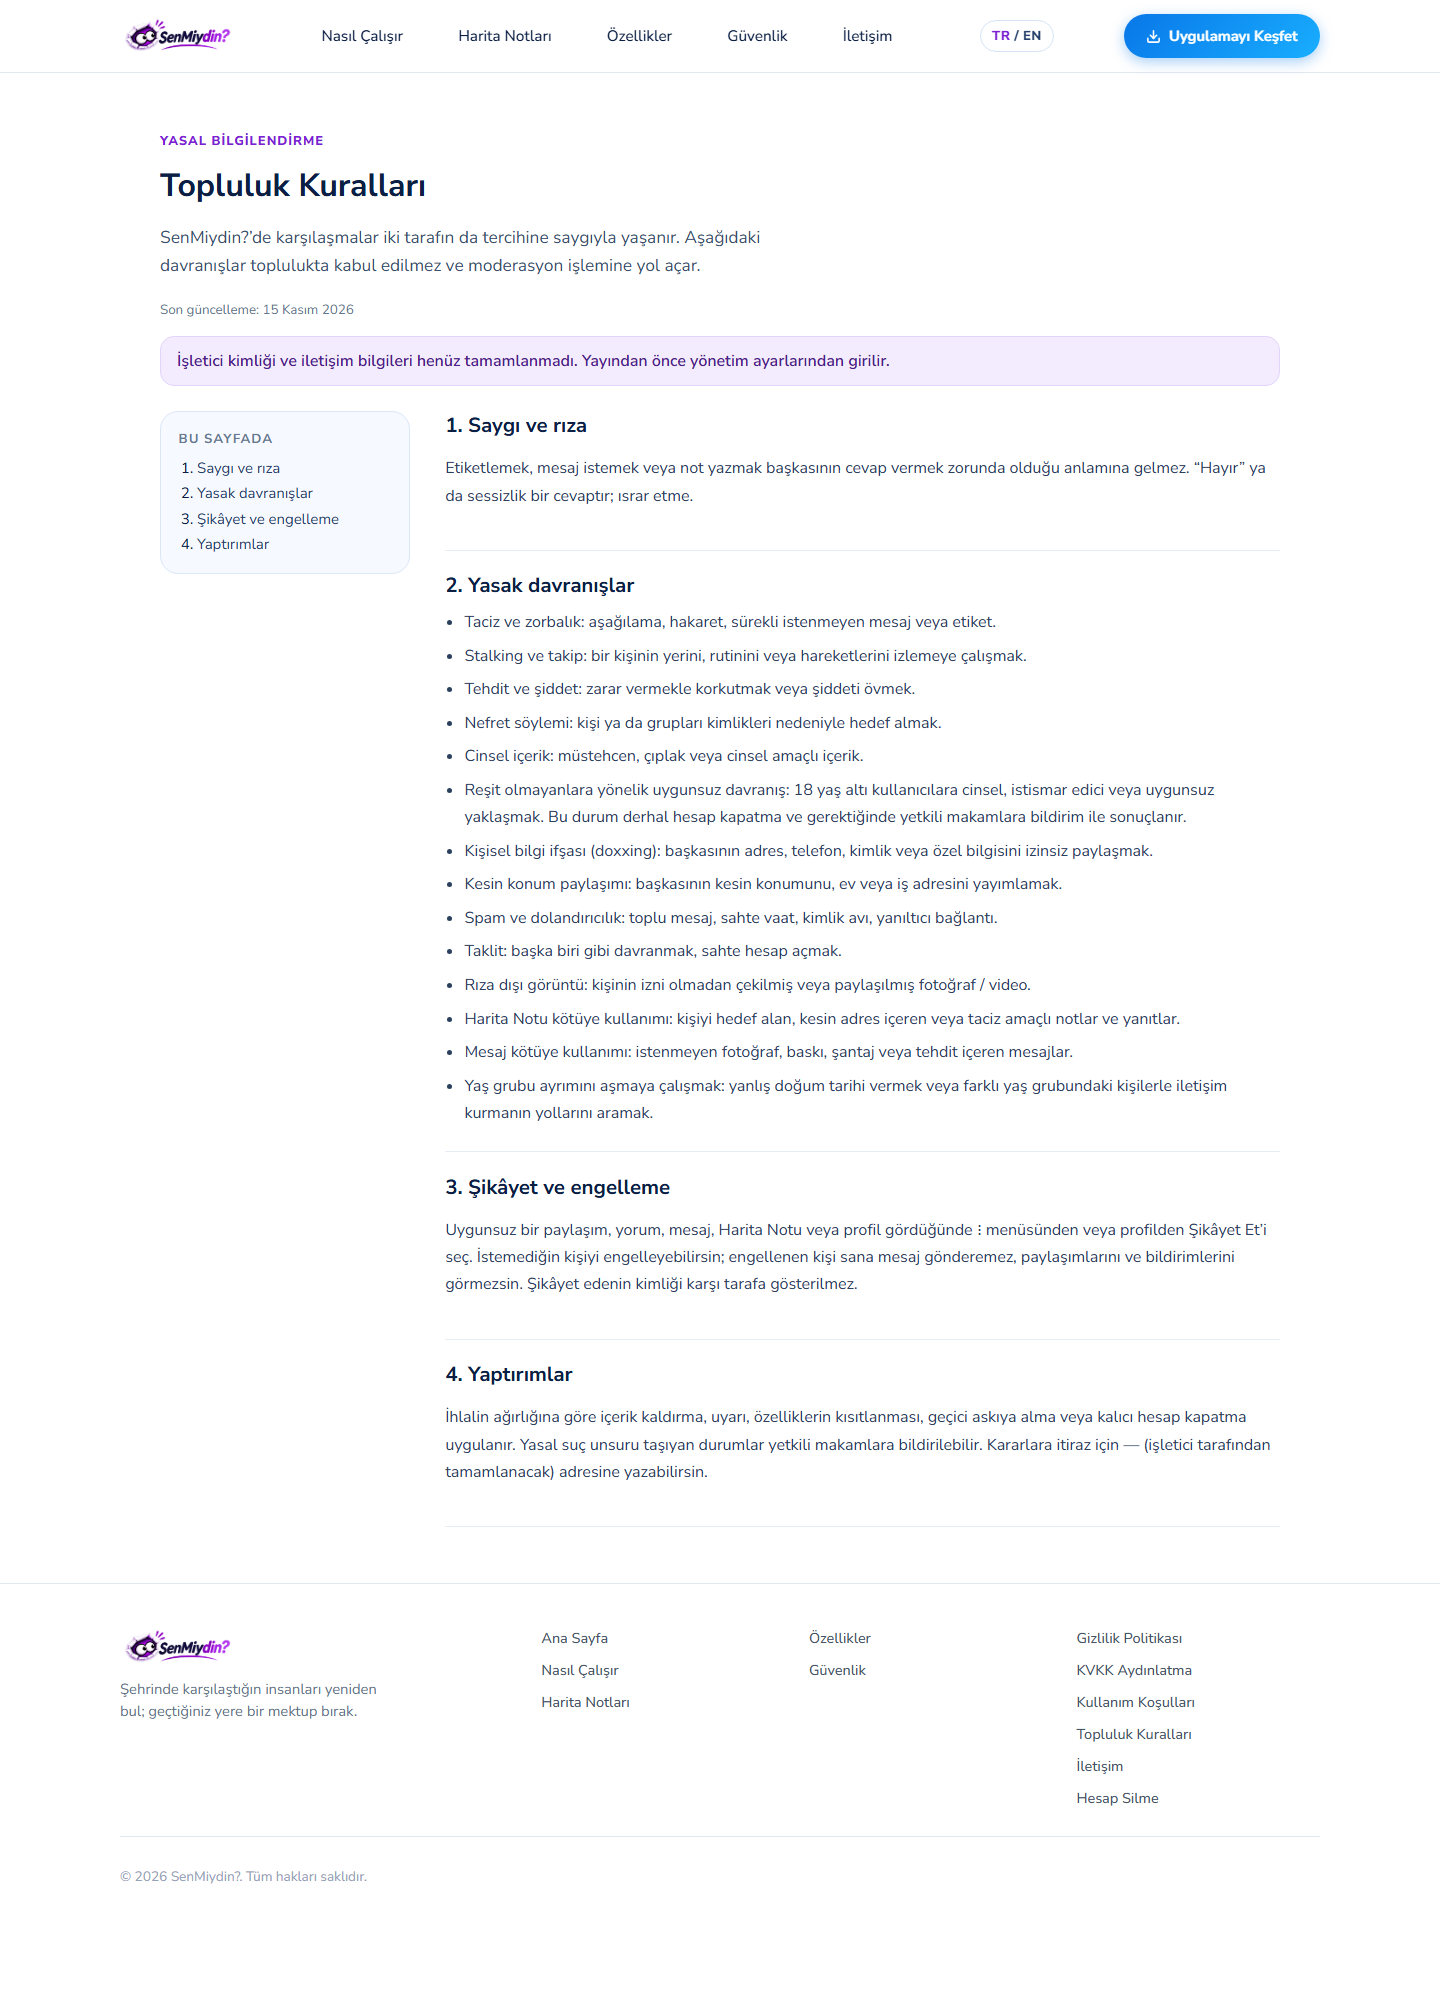 SenMiydin?
Nasıl Çalışır
Harita Notları
Özellikler
Güvenlik
İletişim
TR / EN
Uygulamayı Keşfet
YASAL BİLGİLENDİRME
Topluluk Kuralları
SenMiydin?’de karşılaşmalar iki tarafın da tercihine saygıyla yaşanır. Aşağıdaki
davranışlar toplulukta kabul edilmez ve moderasyon işlemine yol açar.
Son güncelleme: 15 Kasım 2026
İşletici kimliği ve iletişim bilgileri henüz tamamlanmadı. Yayından önce yönetim ayarlarından girilir.
BU SAYFADA
1. Saygı ve rıza
2. Yasak davranışlar
3. Şikâyet ve engelleme
4. Yaptırımlar
1. Saygı ve rıza
Etiketlemek, mesaj istemek veya not yazmak başkasının cevap vermek zorunda olduğu anlamına gelmez. “Hayır” ya
da sessizlik bir cevaptır; ısrar etme.
2. Yasak davranışlar
• Taciz ve zorbalık: aşağılama, hakaret, sürekli istenmeyen mesaj veya etiket.
• Stalking ve takip: bir kişinin yerini, rutinini veya hareketlerini izlemeye çalışmak.
• Tehdit ve şiddet: zarar vermekle korkutmak veya şiddeti övmek.
• Nefret söylemi: kişi ya da grupları kimlikleri nedeniyle hedef almak.
• Cinsel içerik: müstehcen, çıplak veya cinsel amaçlı içerik.
• Reşit olmayanlara yönelik uygunsuz davranış: 18 yaş altı kullanıcılara cinsel, istismar edici veya uygunsuz
yaklaşmak. Bu durum derhal hesap kapatma ve gerektiğinde yetkili makamlara bildirim ile sonuçlanır.
• Kişisel bilgi ifşası (doxxing): başkasının adres, telefon, kimlik veya özel bilgisini izinsiz paylaşmak.
• Kesin konum paylaşımı: başkasının kesin konumunu, ev veya iş adresini yayımlamak.
• Spam ve dolandırıcılık: toplu mesaj, sahte vaat, kimlik avı, yanıltıcı bağlantı.
• Taklit: başka biri gibi davranmak, sahte hesap açmak.
• Rıza dışı görüntü: kişinin izni olmadan çekilmiş veya paylaşılmış fotoğraf / video.
• Harita Notu kötüye kullanımı: kişiyi hedef alan, kesin adres içeren veya taciz amaçlı notlar ve yanıtlar.
• Mesaj kötüye kullanımı: istenmeyen fotoğraf, baskı, şantaj veya tehdit içeren mesajlar.
• Yaş grubu ayrımını aşmaya çalışmak: yanlış doğum tarihi vermek veya farklı yaş grubundaki kişilerle iletişim
kurmanın yollarını aramak.
3. Şikâyet ve engelleme
Uygunsuz bir paylaşım, yorum, mesaj, Harita Notu veya profil gördüğünde ⁝ menüsünden veya profilden Şikâyet Et’i
seç. İstemediğin kişiyi engelleyebilirsin; engellenen kişi sana mesaj gönderemez, paylaşımlarını ve bildirimlerini
görmezsin. Şikâyet edenin kimliği karşı tarafa gösterilmez.
4. Yaptırımlar
İhlalin ağırlığına göre içerik kaldırma, uyarı, özelliklerin kısıtlanması, geçici askıya alma veya kalıcı hesap kapatma
uygulanır. Yasal suç unsuru taşıyan durumlar yetkili makamlara bildirilebilir. Kararlara itiraz için — (işletici tarafından
tamamlanacak) adresine yazabilirsin.
SenMiydin?
Şehrinde karşılaştığın insanları yeniden
bul; geçtiğiniz yere bir mektup bırak.
Ana Sayfa
Nasıl Çalışır
Harita Notları
Özellikler
Güvenlik
Gizlilik Politikası
KVKK Aydınlatma
Kullanım Koşulları
Topluluk Kuralları
İletişim
Hesap Silme
© 2026 SenMiydin?. Tüm hakları saklıdır.